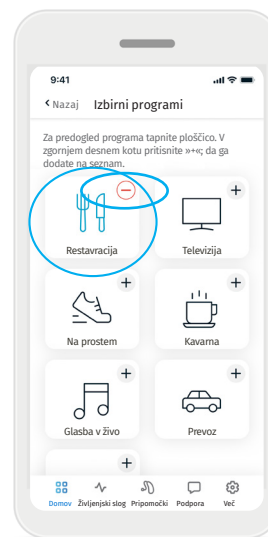 9:41
Nazaj Izbirni programi
Za predogled programa tapnite ploščico. V
zgornjem desnem kotu pritisnite »+«; da ga
dodate na seznam.
Restavracija Televizija
Na prostem Kavarna
Glasba v živo Prevoz
Domov Življenjski slog Pripomočki Podpora Več